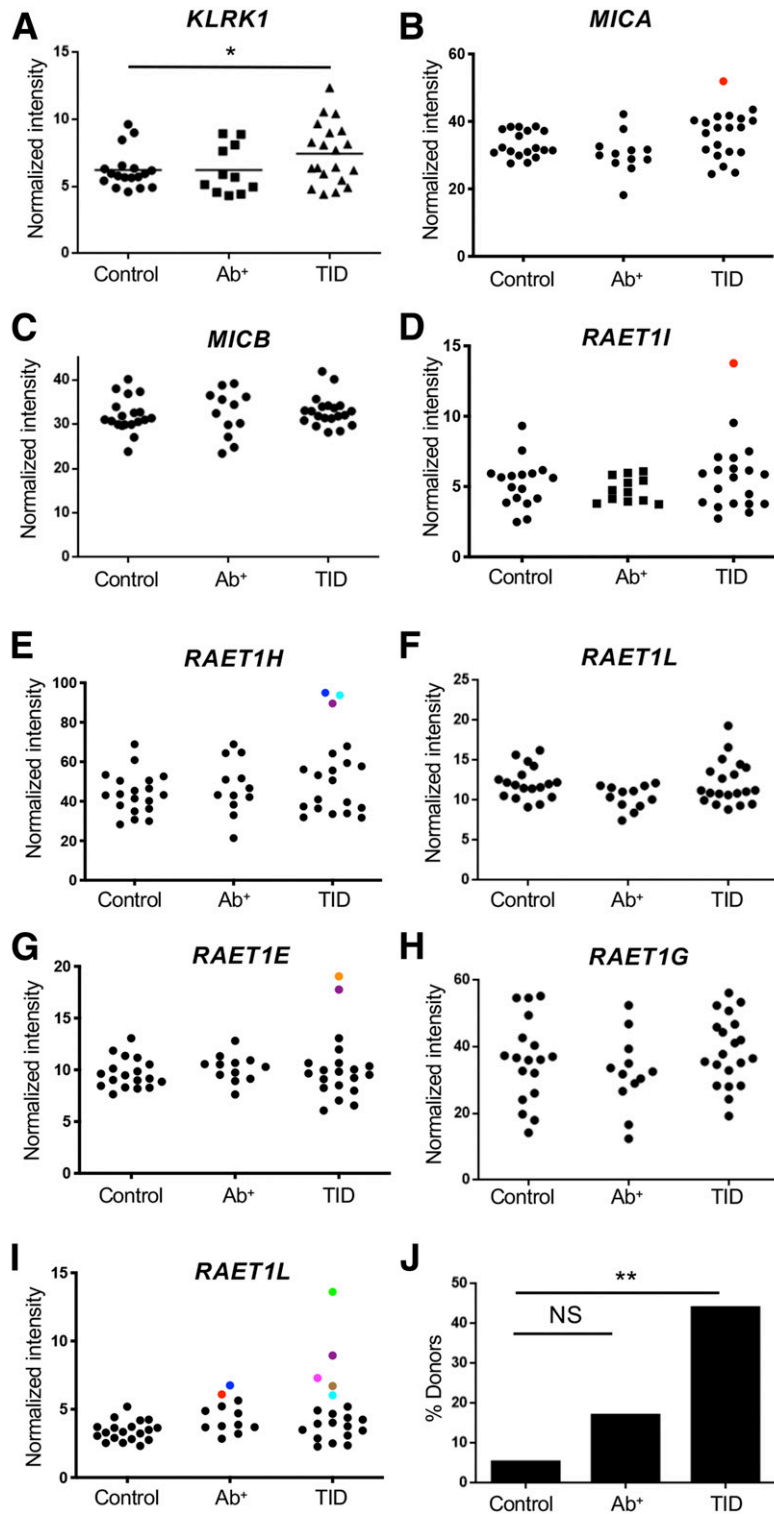 A
KLRK1
Normalized intensity
15
10
5
0
*
Control Ab⁺ TID
B
MICA
Normalized intensity
60
40
20
0
Control Ab⁺ TID
C
MICB
Normalized intensity
40
30
20
10
0
Control Ab⁺ TID
D
RAET1I
Normalized intensity
15
10
5
0
Control Ab⁺ TID
E
RAET1H
Normalized intensity
100
80
60
40
20
0
Control Ab⁺ TID
F
RAET1L
Normalized intensity
25
20
15
10
5
0
Control Ab⁺ TID
G
RAET1E
Normalized intensity
20
15
10
5
0
Control Ab⁺ TID
H
RAET1G
Normalized intensity
60
40
20
0
Control Ab⁺ TID
I
RAET1L
Normalized intensity
15
10
5
0
Control Ab⁺ TID
J
% Donors
50
40
30
20
10
0
**
NS
Control Ab⁺ TID